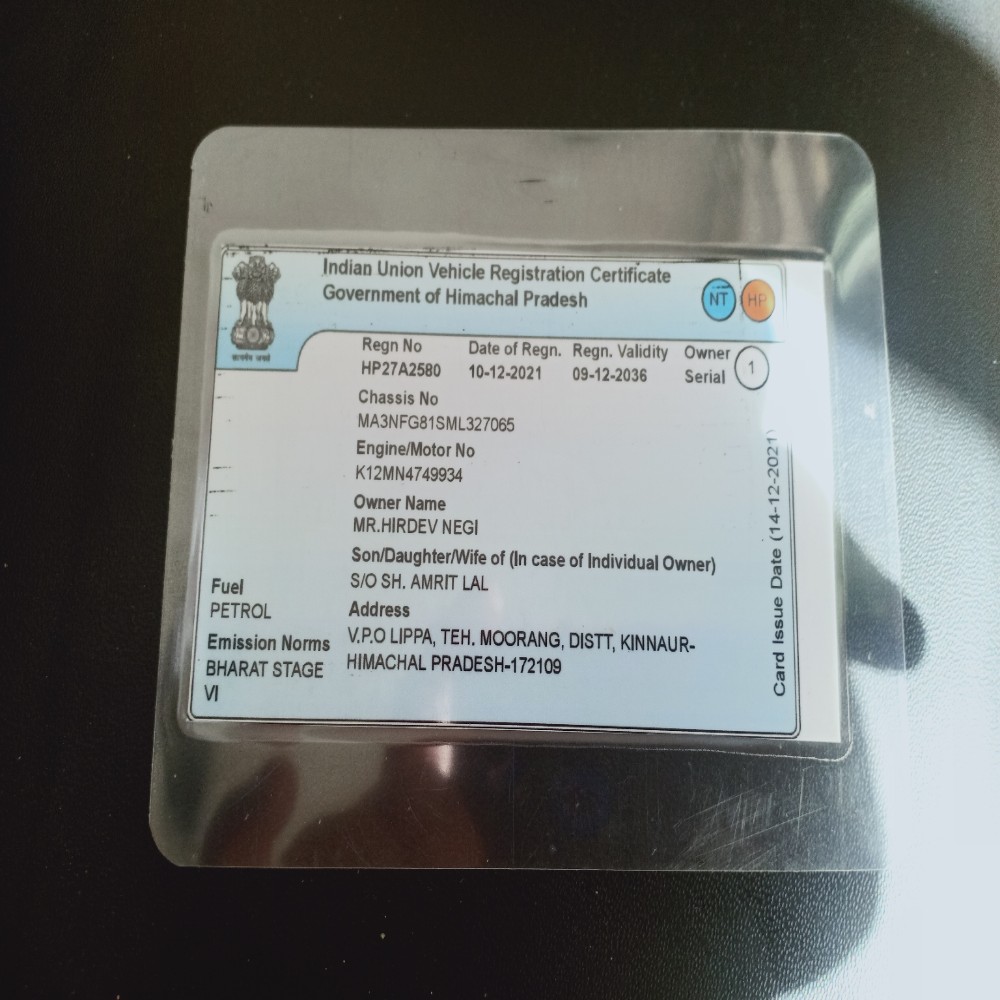 Indian Union Vehicle Registration Certificate
Government of Himachal Pradesh
NT HP
सत्यमेव जयते
Regn No Date of Regn. Regn. Validity Owner Serial 1
HP27A2580 10-12-2021 09-12-2036
Chassis No
MA3NFG81SML327065
Engine/Motor No
K12MN4749934
Owner Name
MR.HIRDEV NEGI
Son/Daughter/Wife of (In case of Individual Owner)
S/O SH. AMRIT LAL
Fuel
PETROL
Emission Norms
BHARAT STAGE
VI
Address
V.P.O LIPPA, TEH. MOORANG, DISTT, KINNAUR-
HIMACHAL PRADESH-172109
Card Issue Date (14-12-2021)